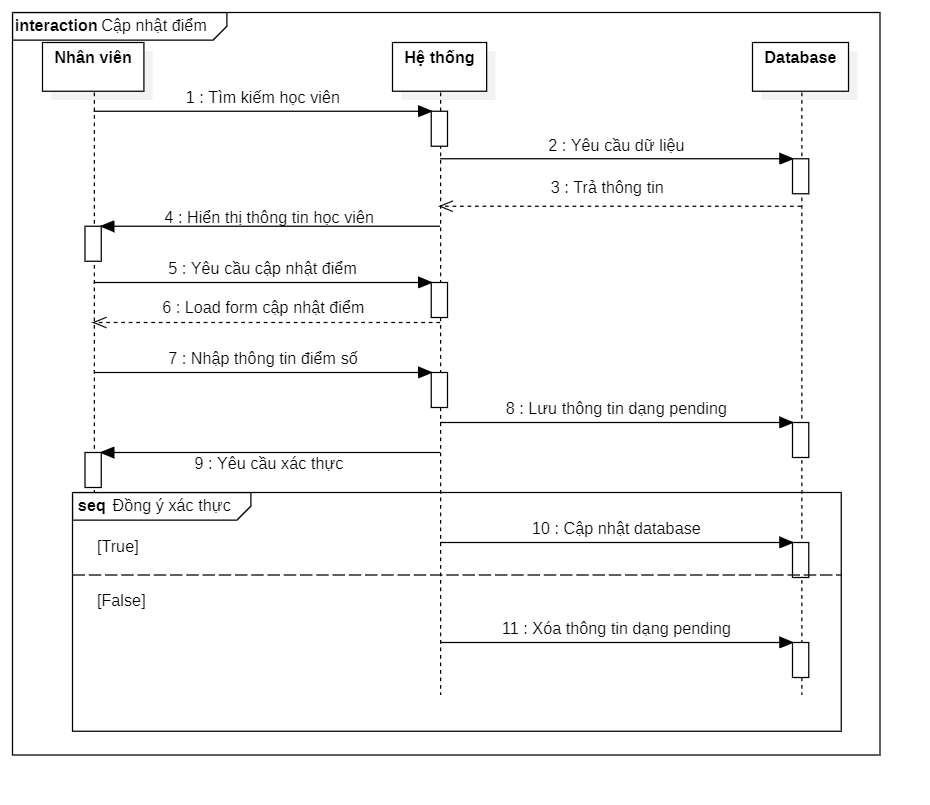 interaction Cập nhật điểm
Nhân viên
Hệ thống
Database
1 : Tìm kiếm học viên
2 : Yêu cầu dữ liệu
3 : Trả thông tin
4 : Hiển thị thông tin học viên
5 : Yêu cầu cập nhật điểm
6 : Load form cập nhật điểm
7 : Nhập thông tin điểm số
8 : Lưu thông tin dạng pending
9 : Yêu cầu xác thực
seq Đồng ý xác thực
10 : Cập nhật database
[True]
[False]
11 : Xóa thông tin dạng pending